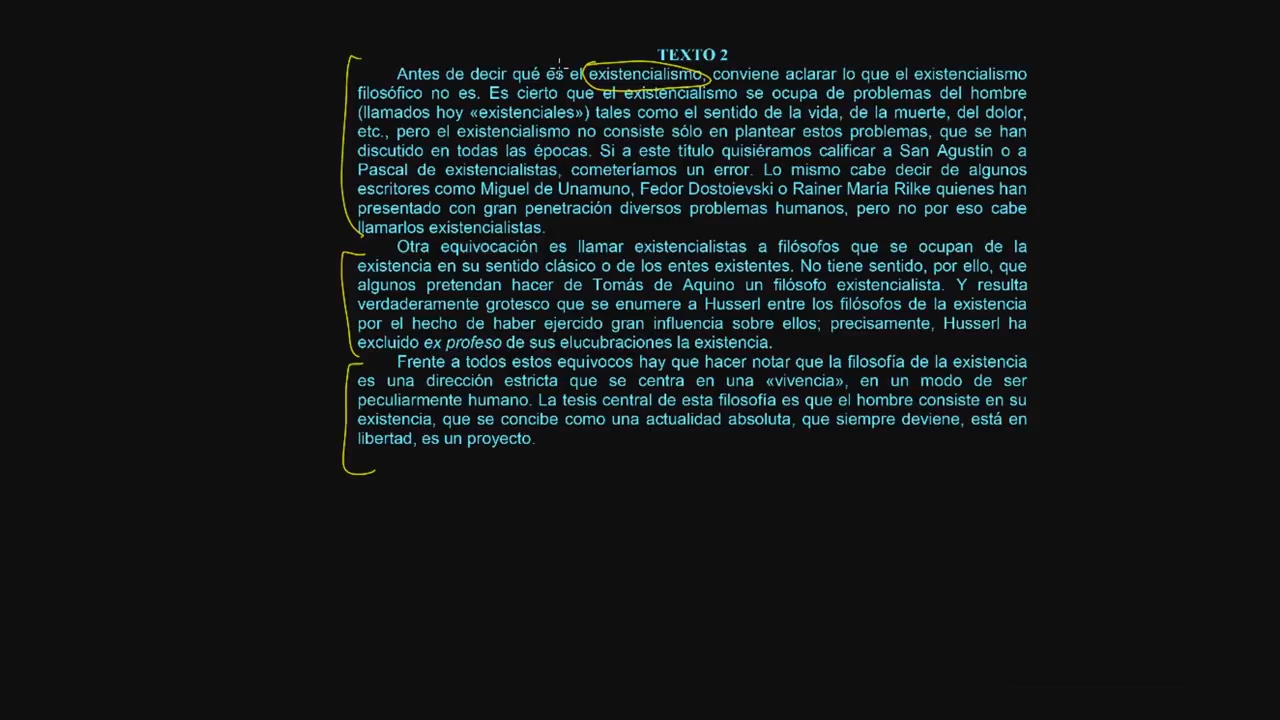 TEXTO 2
Antes de decir qué es el existencialismo, conviene aclarar lo que el existencialismo
filosófico no es. Es cierto que el existencialismo se ocupa de problemas del hombre
(llamados hoy «existenciales») tales como el sentido de la vida, de la muerte, del dolor,
etc., pero el existencialismo no consiste sólo en plantear estos problemas, que se han
discutido en todas las épocas. Si a este título quisiéramos calificar a San Agustín o a
Pascal de existencialistas, cometeríamos un error. Lo mismo cabe decir de algunos
escritores como Miguel de Unamuno, Fedor Dostoievski o Rainer María Rilke quienes han
presentado con gran penetración diversos problemas humanos, pero no por eso cabe
llamarlos existencialistas.
Otra equivocación es llamar existencialistas a filósofos que se ocupan de la
existencia en su sentido clásico o de los entes existentes. No tiene sentido, por ello, que
algunos pretendan hacer de Tomás de Aquino un filósofo existencialista. Y resulta
verdaderamente grotesco que se enumere a Husserl entre los filósofos de la existencia
por el hecho de haber ejercido gran influencia sobre ellos; precisamente, Husserl ha
excluido ex profeso de sus elucubraciones la existencia.
Frente a todos estos equívocos hay que hacer notar que la filosofía de la existencia
es una dirección estricta que se centra en una «vivencia», en un modo de ser
peculiarmente humano. La tesis central de esta filosofía es que el hombre consiste en su
existencia, que se concibe como una actualidad absoluta, que siempre deviene, está en
libertad, es un proyecto.